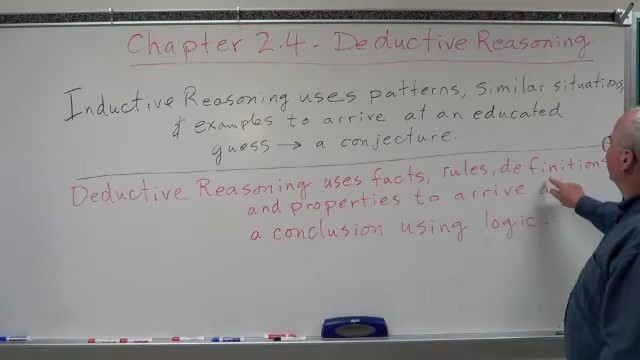 Chapter 2.4 - Deductive Reasoning
Inductive Reasoning uses patterns, similar situations,
& examples to arrive at an educated
guess → a conjecture.
Deductive Reasoning uses facts, rules, definitions
and properties to arrive
a conclusion using logic.